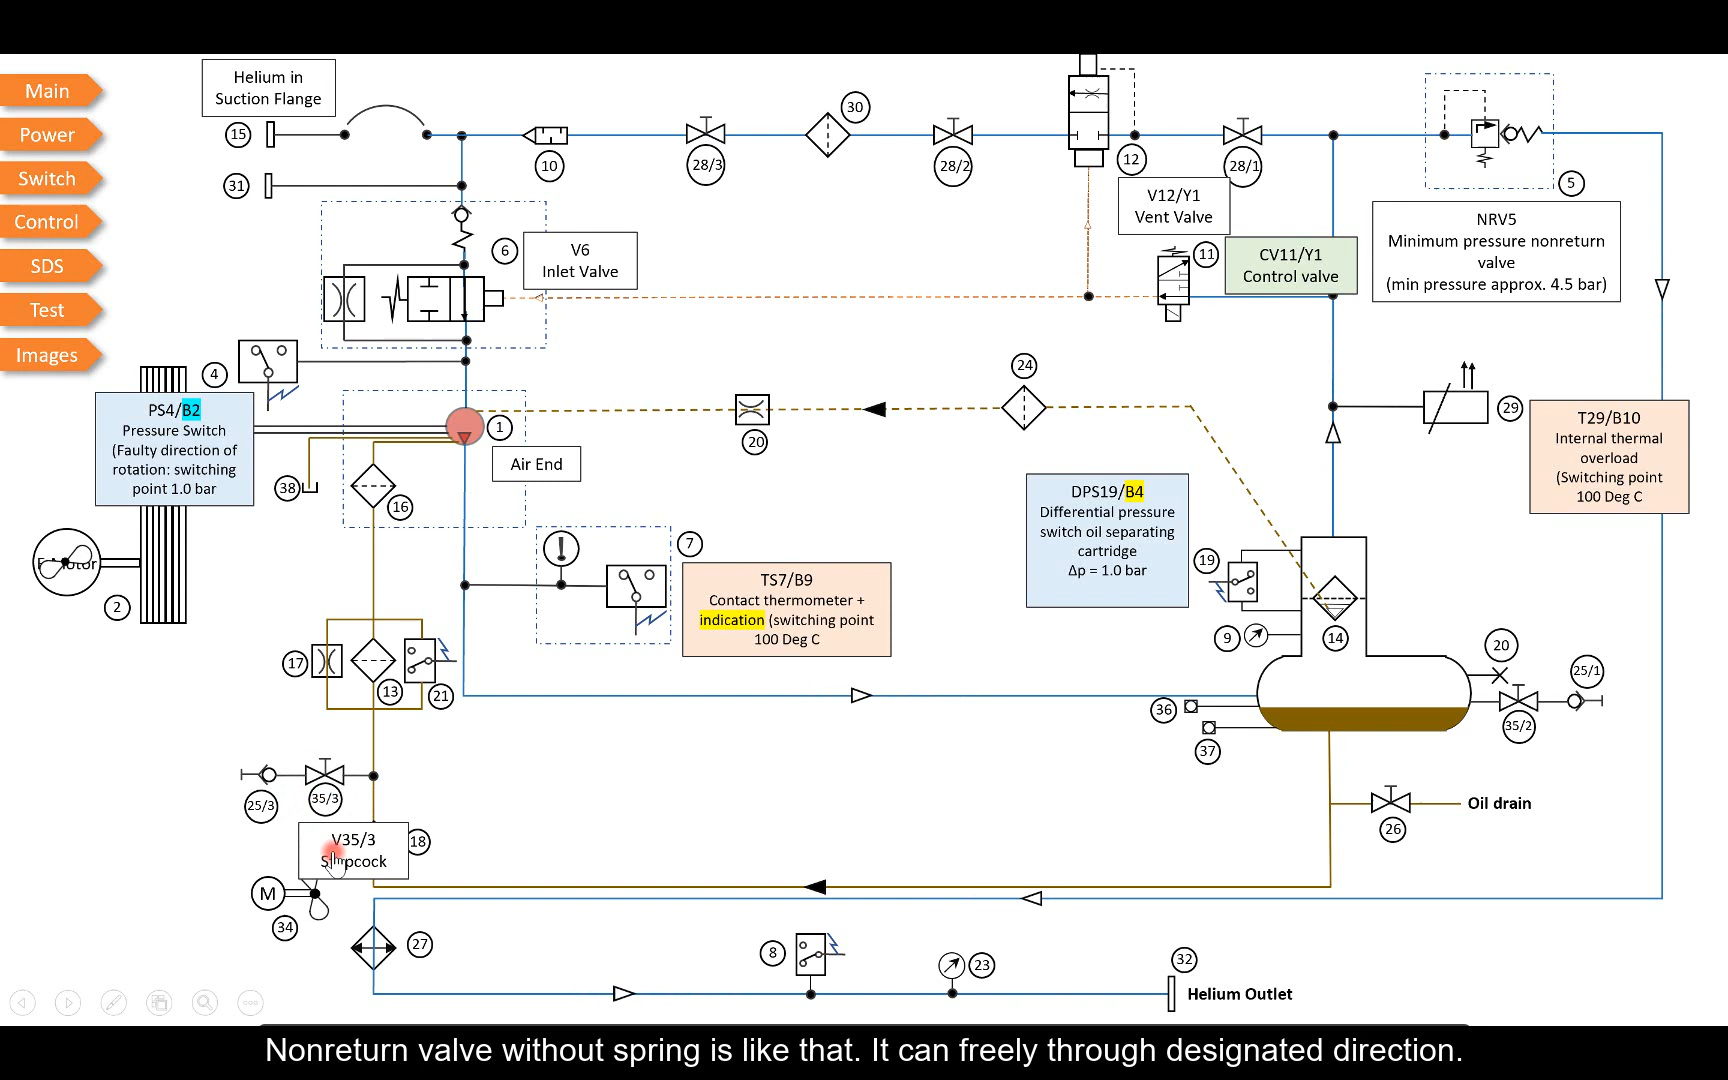 Main
Power
Switch
Control
SDS
Test
Images
Helium in
Suction Flange
15
31
10
28/3
30
28/2
12
28/1
5
V12/Y1
Vent Valve
11
CV11/Y1
Control valve
NRV5
Minimum pressure nonreturn
valve
(min pressure approx. 4.5 bar)
6
V6
Inlet Valve
4
PS4/B2
Pressure Switch
(Faulty direction of
rotation: switching
point 1.0 bar
1
Air End
20
24
29
T29/B10
Internal thermal
overload
(Switching point
100 Deg C
38
16
DPS19/B4
Differential pressure
switch oil separating
cartridge
Δp = 1.0 bar
7
TS7/B9
Contact thermometer +
indication (switching point
100 Deg C
19
9
14
2
17
13
21
20
25/1
35/2
36
37
25/3
35/3
V35/3
18
Oil drain
26
M
34
27
8
23
32
Helium Outlet
Nonreturn valve without spring is like that. It can freely through designated direction.